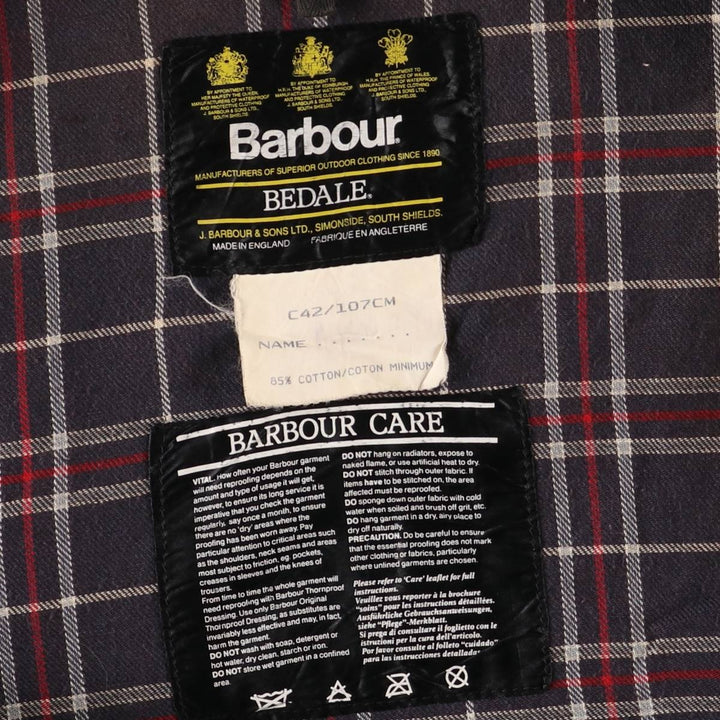 BY APPOINTMENT TO
HER MAJESTY THE QUEEN,
MANUFACTURERS OF WATERPROOF
AND PROTECTIVE CLOTHING
J. BARBOUR & SONS LTD.,
SOUTH SHIELDS.
BY APPOINTMENT TO
H.R.H. THE DUKE OF EDINBURGH
MANUFACTURERS OF WATERPROOF
AND PROTECTIVE CLOTHING
J. BARBOUR & SONS LTD.,
SOUTH SHIELDS.
BY APPOINTMENT TO
H.R.H. THE PRINCE OF WALES,
MANUFACTURERS OF WATERPROOF
AND PROTECTIVE CLOTHING
J. BARBOUR & SONS LTD.,
SOUTH SHIELDS.
Barbour®
MANUFACTURERS OF SUPERIOR OUTDOOR CLOTHING SINCE 1890
BEDALE®
J. BARBOUR & SONS LTD., SIMONSIDE, SOUTH SHIELDS.
MADE IN ENGLAND FABRIQUE EN ANGLETERRE
C42/107CM
NAME . . . . . . .
85% COTTON/COTON MINIMUM
BARBOUR CARE
VITAL. How often your Barbour garment
will need reproofing depends on the
amount and type of usage it will get,
however, to ensure its long service it is
imperative that you check the garment
regularly, say once a month, to ensure
there are no 'dry' areas where the
proofing has been worn away. Pay
particular attention to critical areas such
as the shoulders, neck seams and areas
most subject to friction, eg. pockets,
creases in sleeves and the knees of
trousers.
From time to time the whole garment will
need reproofing with Barbour Thornproof
Dressing. Use only Barbour Original
Thornproof Dressing, as substitutes are
invariably less effective and may, in fact,
harm the garment.
DO NOT wash with soap, detergent or
hot water, dry clean, starch or iron.
DO NOT store wet garment in a confined
area.
DO NOT hang on radiators, expose to
naked flame, or use artificial heat to dry.
DO NOT stitch through outer fabric. If
items have to be stitched on, the area
affected must be reproofed.
DO sponge down outer fabric with cold
water when soiled and brush off grit, etc.
DO hang garment in a dry, airy place to
dry off naturally.
PRECAUTION. Do be careful to ensure
that the essential proofing does not mark
other clothing or fabrics, particularly
where unlined garments are chosen.
Please refer to 'Care' leaflet for full
instructions.
Veuillez vous reporter à la brochure
"soins" pour les instructions détaillées.
Ausführliche Gebrauchsanweisungen,
siehe "Pflege"-Merkblatt.
Si prega di consultare il foglietto con le
istruzioni per la cura dell'articolo.
Por favor consulte al folleto "cuidado"
para las instrucciones detalladas